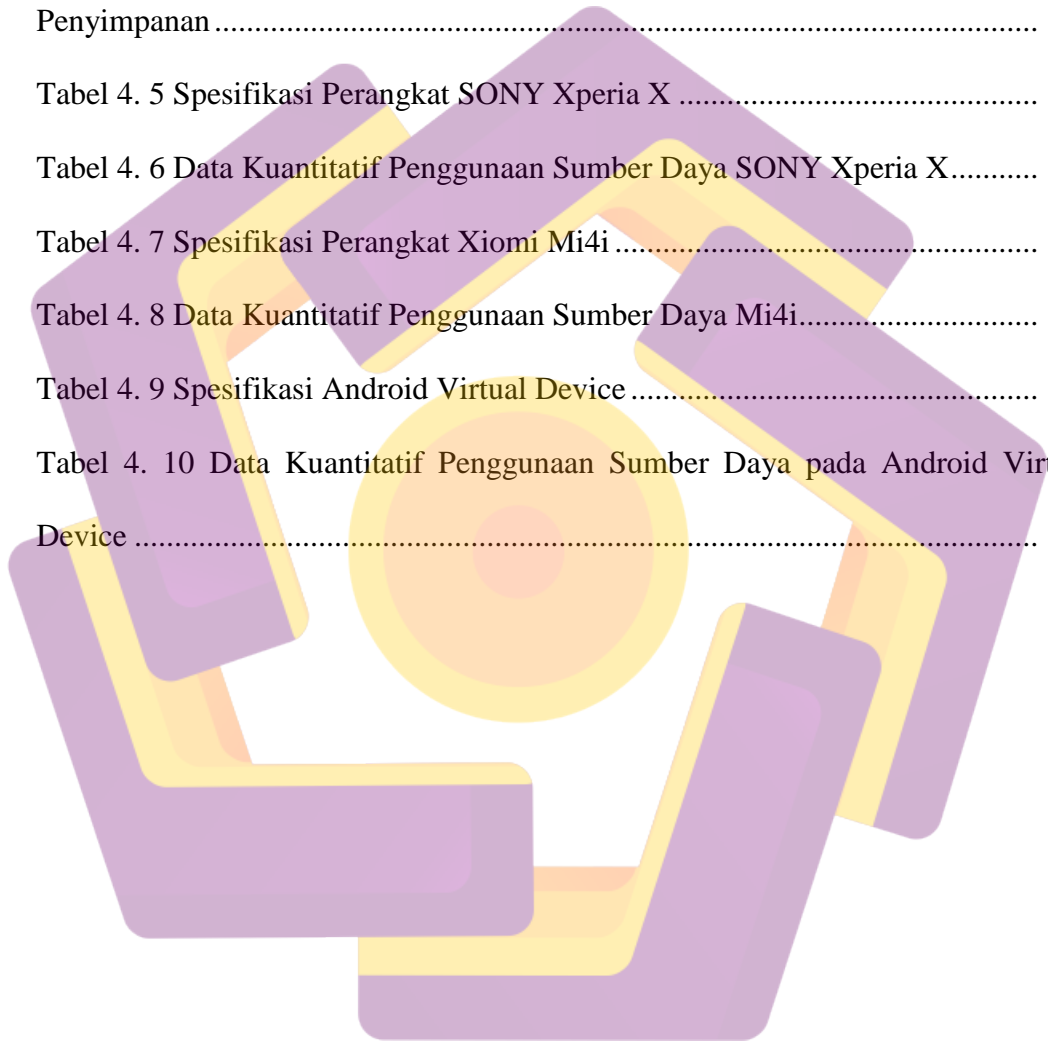 Penyimpanan ....................................................................................................
Tabel 4. 5 Spesifikasi Perangkat SONY Xperia X ...........................................
Tabel 4. 6 Data Kuantitatif Penggunaan Sumber Daya SONY Xperia X..........
Tabel 4. 7 Spesifikasi Perangkat Xiomi Mi4i ...................................................
Tabel 4. 8 Data Kuantitatif Penggunaan Sumber Daya Mi4i............................
Tabel 4. 9 Spesifikasi Android Virtual Device .................................................
Tabel 4. 10 Data Kuantitatif Penggunaan Sumber Daya pada Android Virt
Device ..............................................................................................................